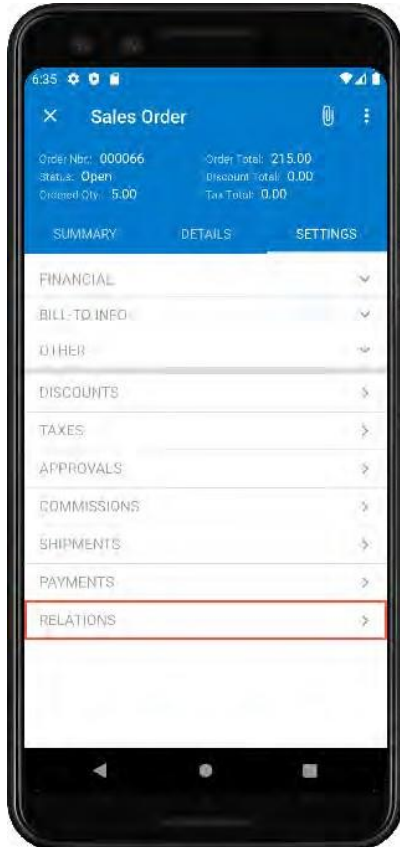 6:35
Sales Order
Order Nbr.: 000066 Order Total: 215.00
Status: Open Discount Total: 0.00
Ordered Qty.: 5.00 Tax Total: 0.00
SUMMARY DETAILS SETTINGS
FINANCIAL
BILL-TO INFO
OTHER
DISCOUNTS
TAXES
APPROVALS
COMMISSIONS
SHIPMENTS
PAYMENTS
RELATIONS